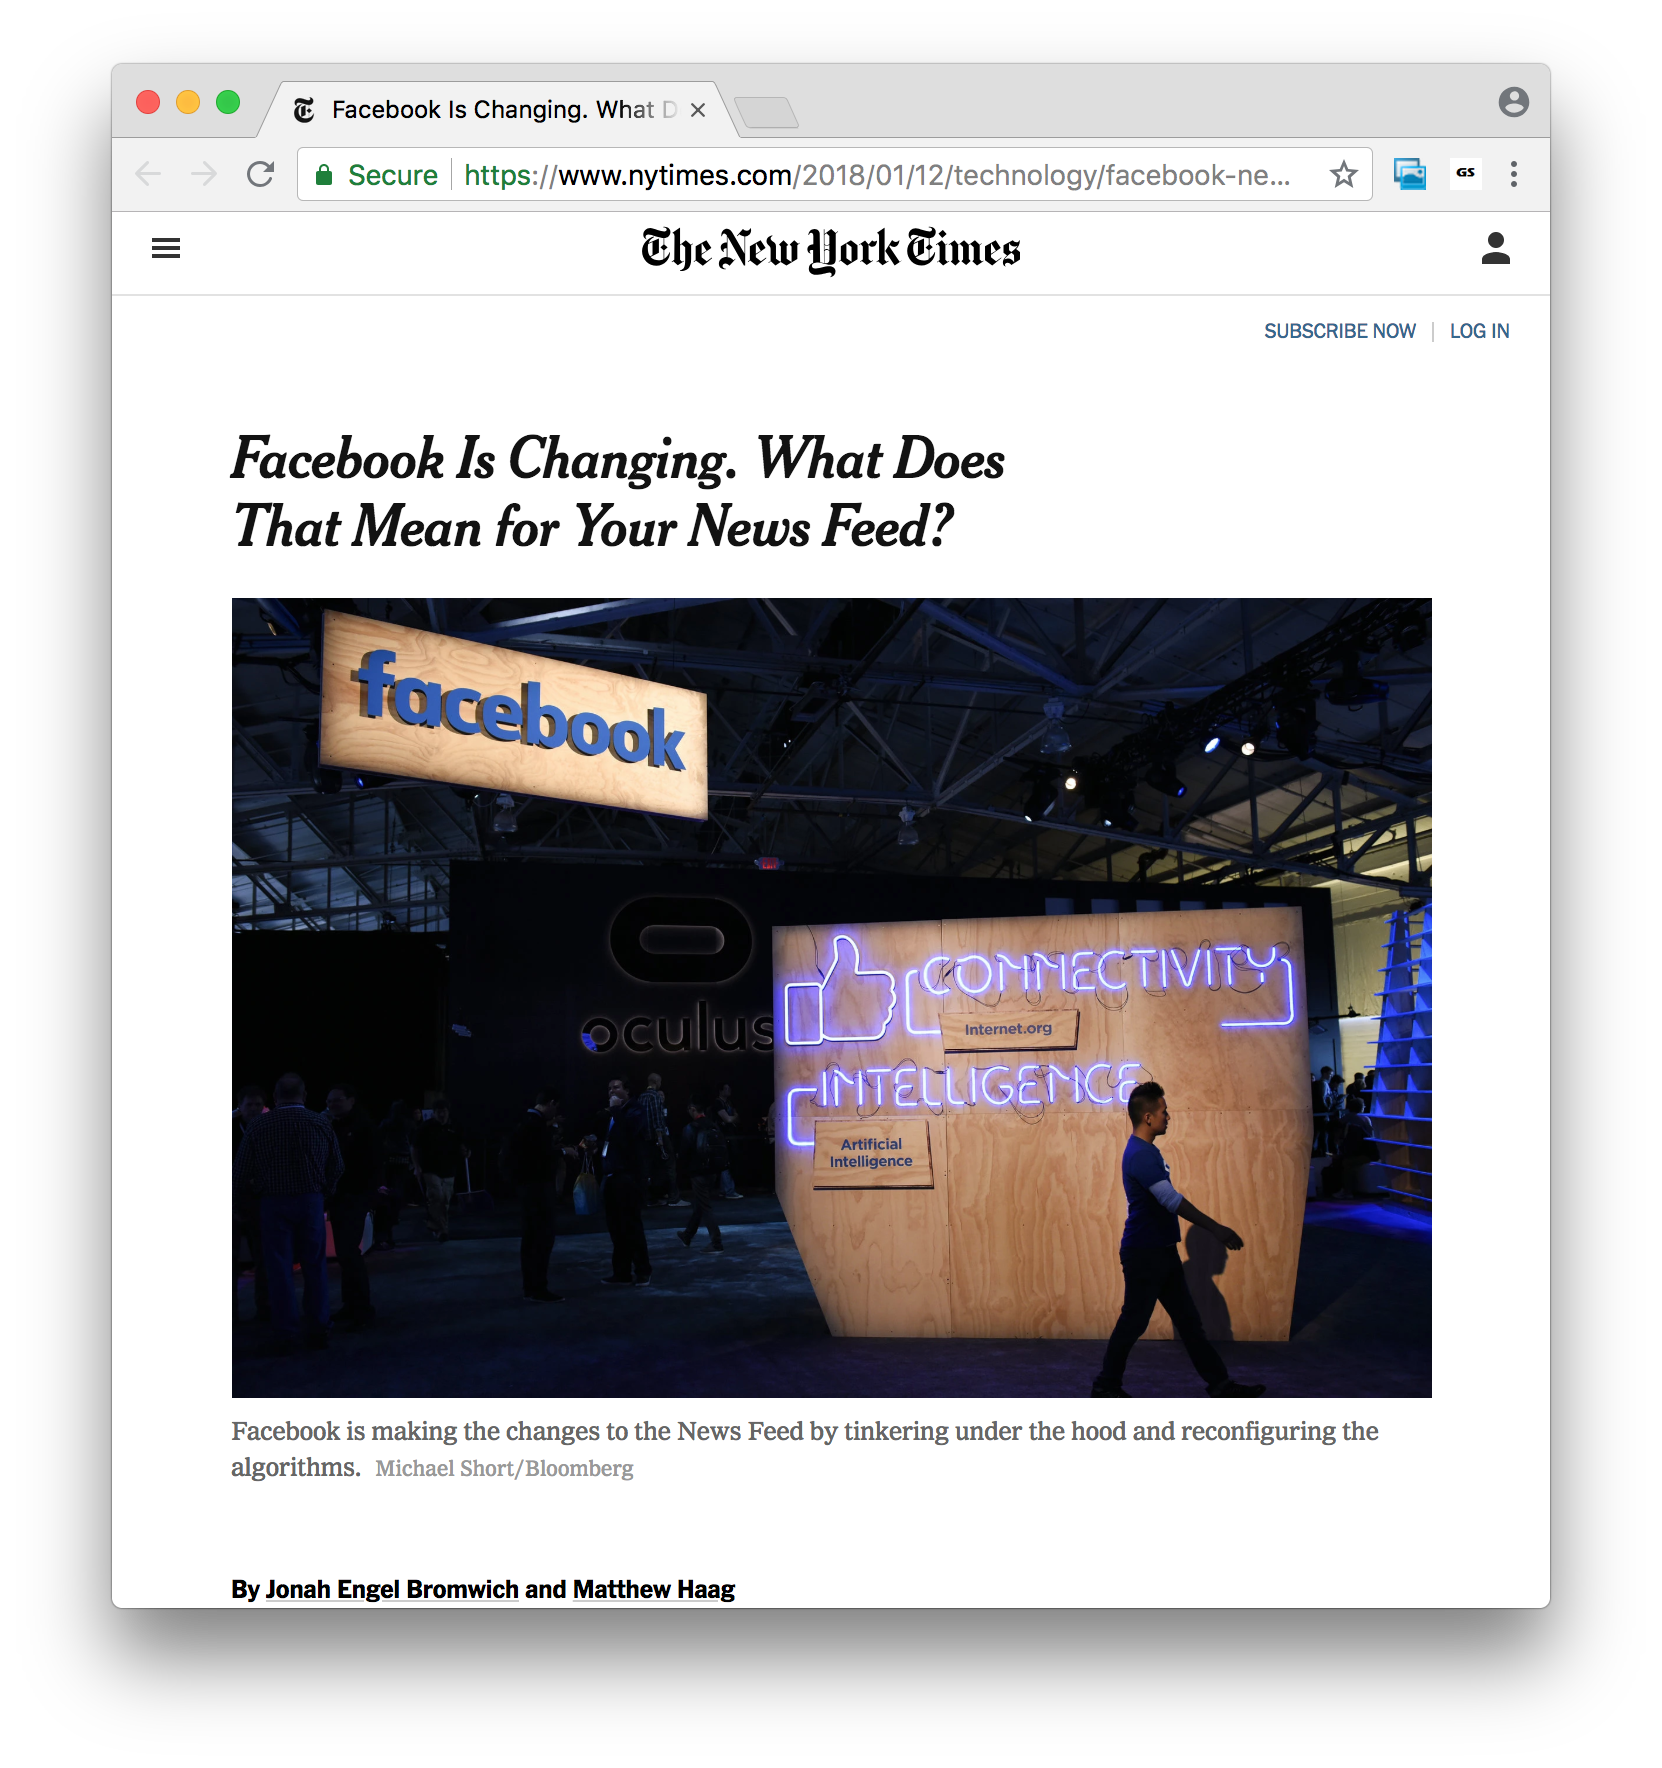 Facebook Is Changing. What D
Secure https://www.nytimes.com/2018/01/12/technology/facebook-ne...
GS
The New York Times
SUBSCRIBE NOW | LOG IN
Facebook Is Changing. What Does
That Mean for Your News Feed?
facebook
oculus
CONNECTIVITY
Internet.org
INTELLIGENCE
Artificial
Intelligence
Facebook is making the changes to the News Feed by tinkering under the hood and reconfiguring the
algorithms. Michael Short/Bloomberg
By Jonah Engel Bromwich and Matthew Haag